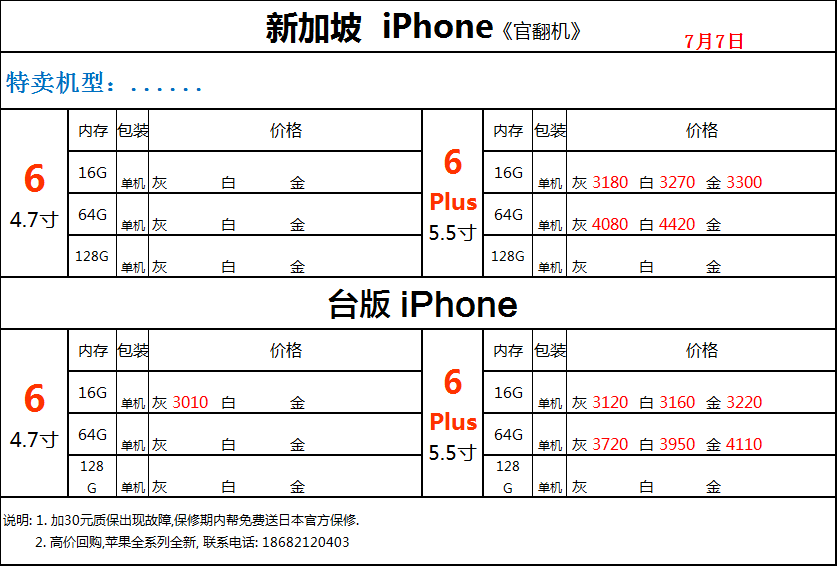 新加坡 iPhone《官翻机》
7月7日
特卖机型：......
6
4.7寸
内存 包装 价格
16G 单机 灰 白 金
64G 单机 灰 白 金
128G 单机 灰 白 金
6
Plus
5.5寸
内存 包装 价格
16G 单机 灰 3180 白 3270 金 3300
64G 单机 灰 4080 白 4420 金
128G 单机 灰 白 金
台版 iPhone
6
4.7寸
内存 包装 价格
16G 单机 灰 3010 白 金
64G 单机 灰 白 金
128
G 单机 灰 白 金
6
Plus
5.5寸
内存 包装 价格
16G 单机 灰 3120 白 3160 金 3220
64G 单机 灰 3720 白 3950 金 4110
128
G 单机 灰 白 金
说明: 1. 加30元质保出现故障,保修期内帮免费送日本官方保修.
2. 高价回购,苹果全系列全新, 联系电话: 18682120403